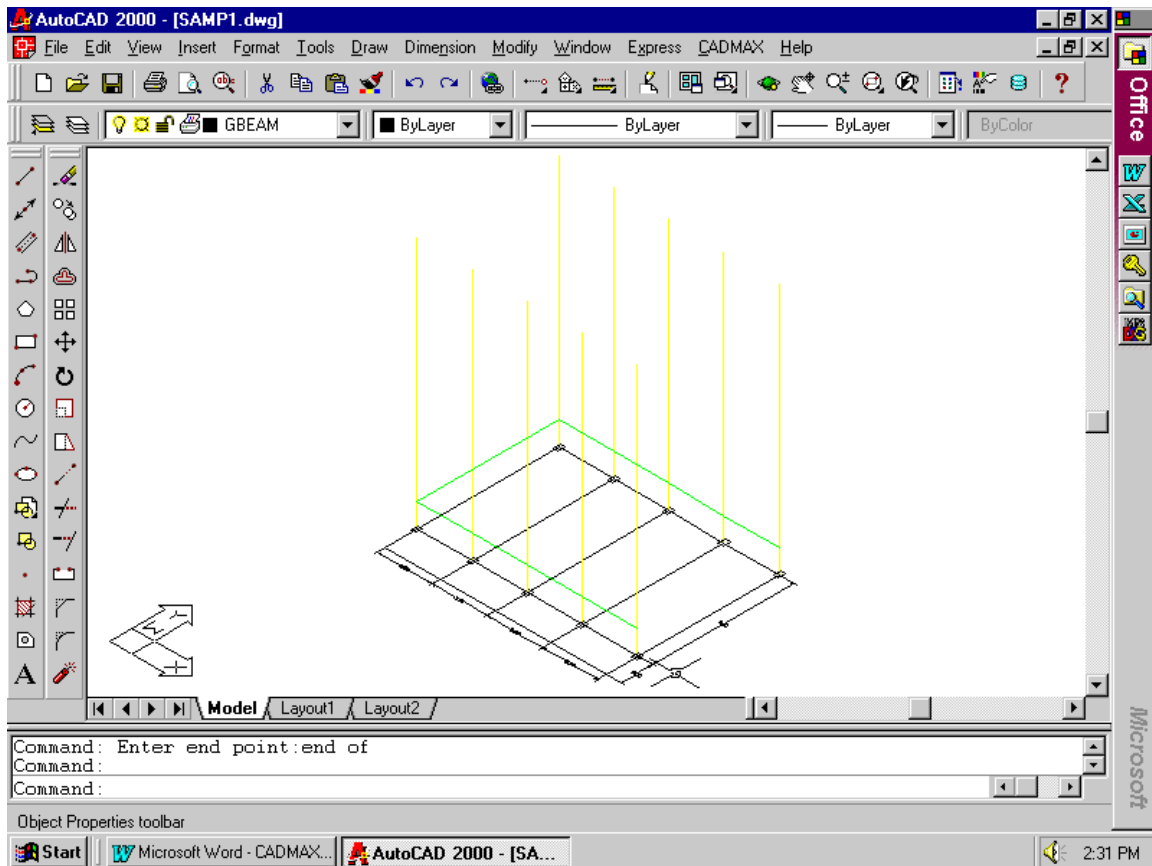 AutoCAD 2000 - [SAMP1.dwg]
File Edit View Insert Format Tools Draw Dimension Modify Window Express CADMAX Help
GBEAM ByLayer ByLayer ByLayer ByColor
Office
Model Layout1 Layout2
Command: Enter end point:end of
Command:
Command:
Microsoft
Object Properties toolbar
Start Microsoft Word - CADMAX... AutoCAD 2000 - [SA... 2:31 PM